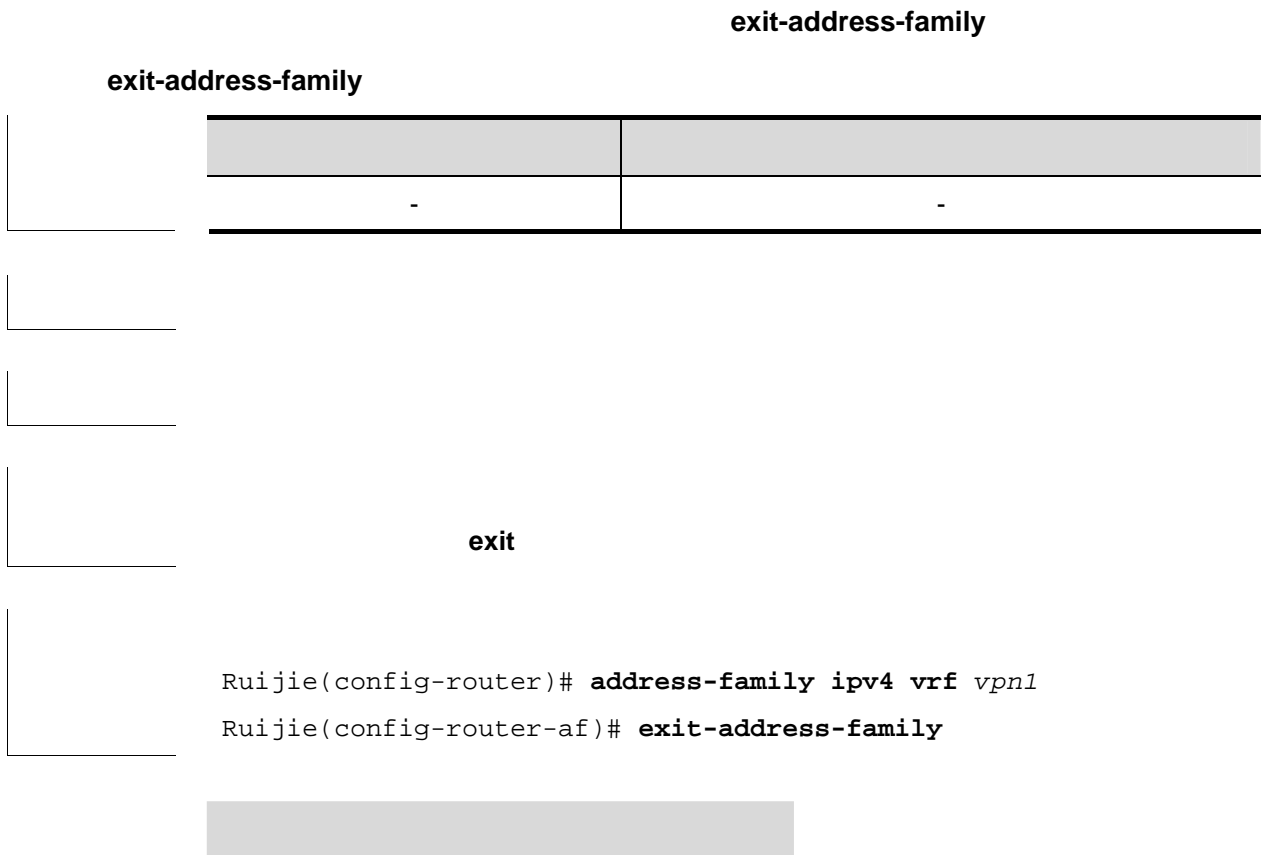 exit-address-family
exit-address-family
- -
exit
Ruijie(config-router)# address-family ipv4 vrf vpn1
Ruijie(config-router-af)# exit-address-family